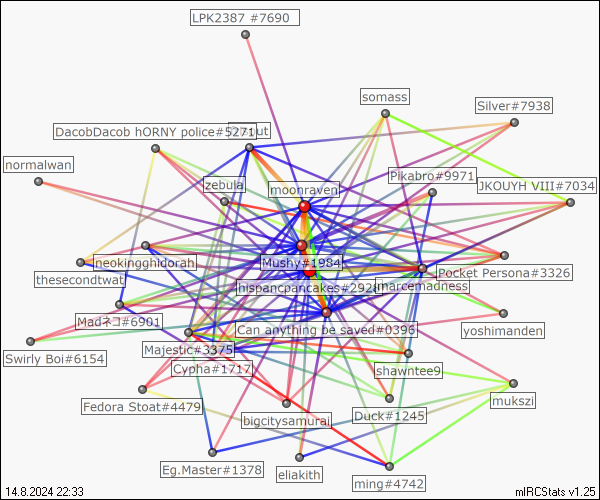 LPK2387 #7690
somass
Silver#7938
DacobDacob hORNY police#5271
normalwan
Pikabro#9971
zebula
JKOUYH VIII#7034
moonraven
neokingghidorah
Mushy#1984
Pocket Persona#3326
thesecondtwat
hispancpancakes#2928
marcemadness
Madネコ#6901
Can anything be saved#0396
yoshimanden
Swirly Boi#6154
Majestic#3375
Cypha#1717
shawntee9
mukszi
Fedora Stoat#4479
bigcitysamurai
Duck#1245
Eg.Master#1378
eliakith
ming#4742
14.8.2024 22:33
mIRCStats v1.25